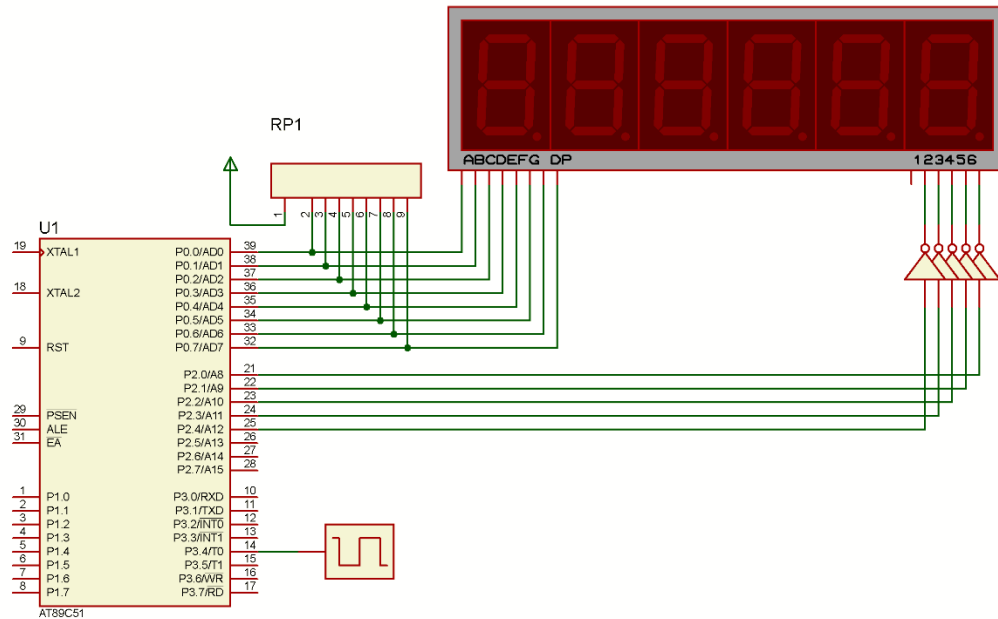 RP1
ABCDEFG DP
123456
1
2
3
4
5
6
7
8
9
U1
19 XTAL1 P0.0/AD0 39
P0.1/AD1 38
P0.2/AD2 37
18 XTAL2 P0.3/AD3 36
P0.4/AD4 35
P0.5/AD5 34
P0.6/AD6 33
9 RST P0.7/AD7 32
P2.0/A8 21
P2.1/A9 22
P2.2/A10 23
29 PSEN P2.3/A11 24
30 ALE P2.4/A12 25
31 EA P2.5/A13 26
P2.6/A14 27
P2.7/A15 28
1 P1.0 P3.0/RXD 10
2 P1.1 P3.1/TXD 11
3 P1.2 P3.2/INT0 12
4 P1.3 P3.3/INT1 13
5 P1.4 P3.4/T0 14
6 P1.5 P3.5/T1 15
7 P1.6 P3.6/WR 16
8 P1.7 P3.7/RD 17
AT89C51